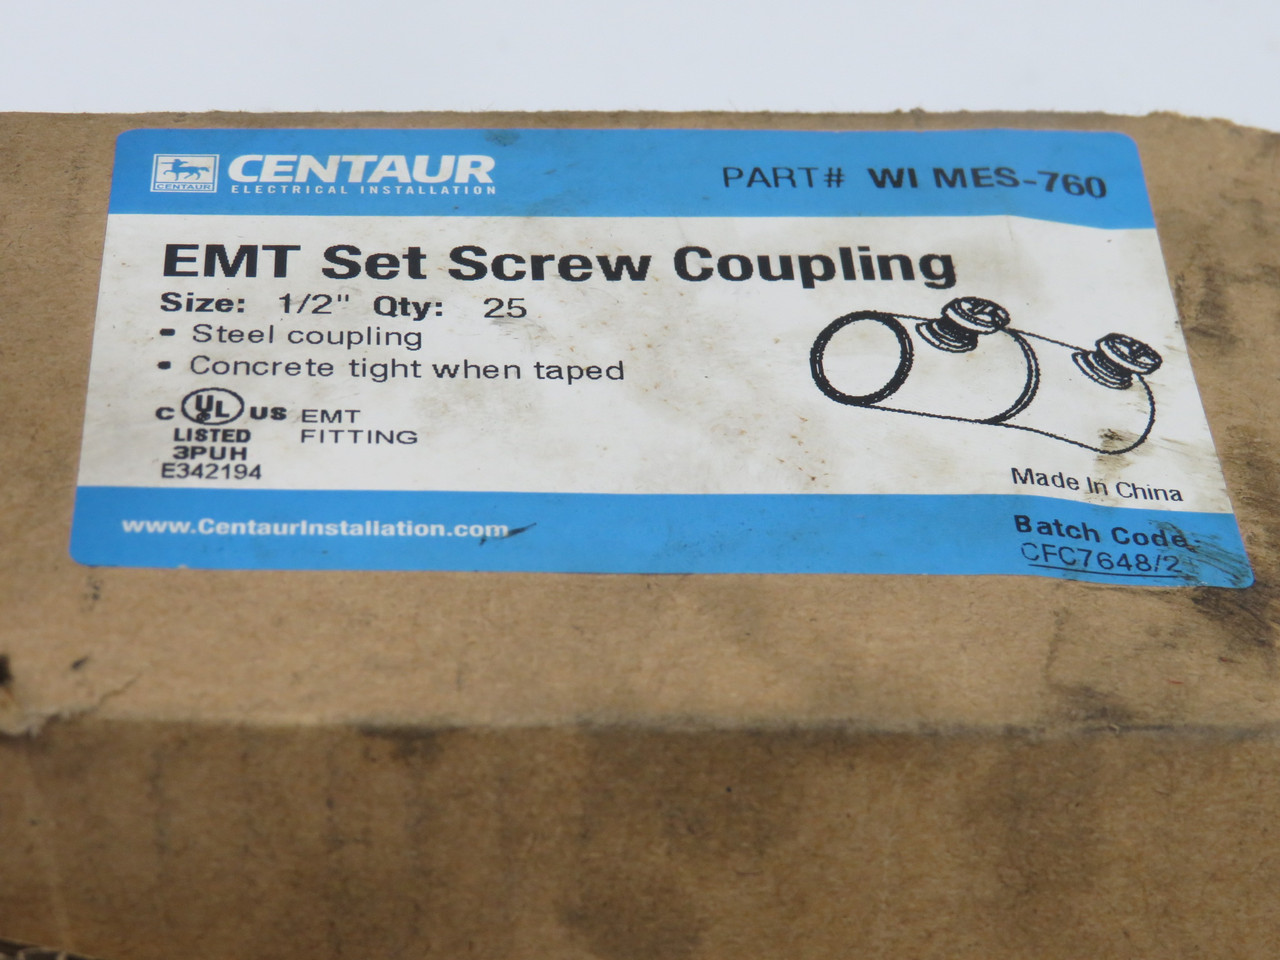 CENTAUR
CENTAUR
ELECTRICAL INSTALLATION
PART# WI MES-760
EMT Set Screw Coupling
Size: 1/2" Qty: 25
- Steel coupling
• Concrete tight when taped
C UL US EMT
LISTED FITTING
3PUH
E342194
Made In China
www.CentaurInstallation.com
Batch Code:
CFC7648/2